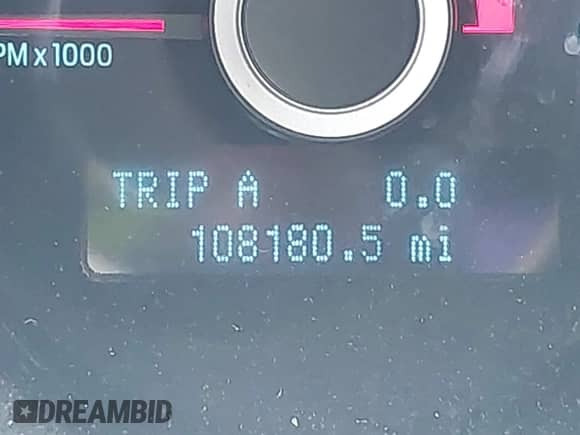 PM x 1000
TRIP A 0.0
108180.5 mi
DREAMBID